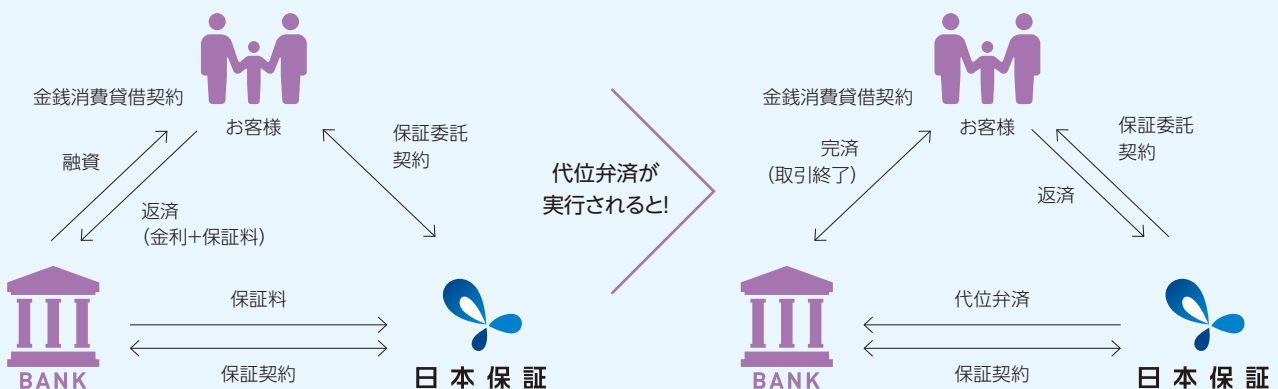 金銭消費貸借契約
お客様
融資
保証委託
契約
返済
(金利+保証料)
保証料
保証契約
BANK
日本保証
代位弁済が
実行されると!
金銭消費貸借契約
お客様
完済
(取引終了)
保証委託
契約
返済
代位弁済
保証契約
BANK
日本保証